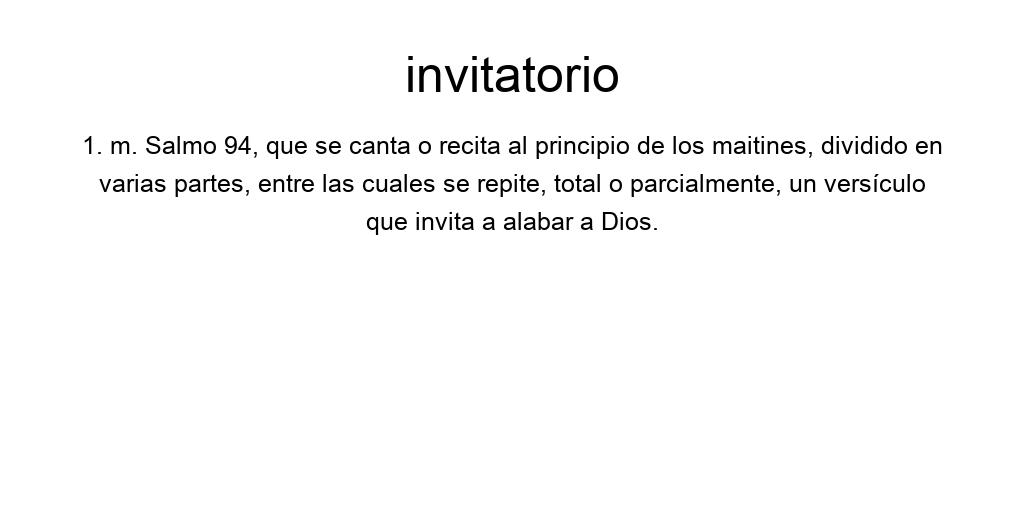 invitatorio
1. m. Salmo 94, que se canta o recita al principio de los maitines, dividido en
varias partes, entre las cuales se repite, total o parcialmente, un versículo
que invita a alabar a Dios.